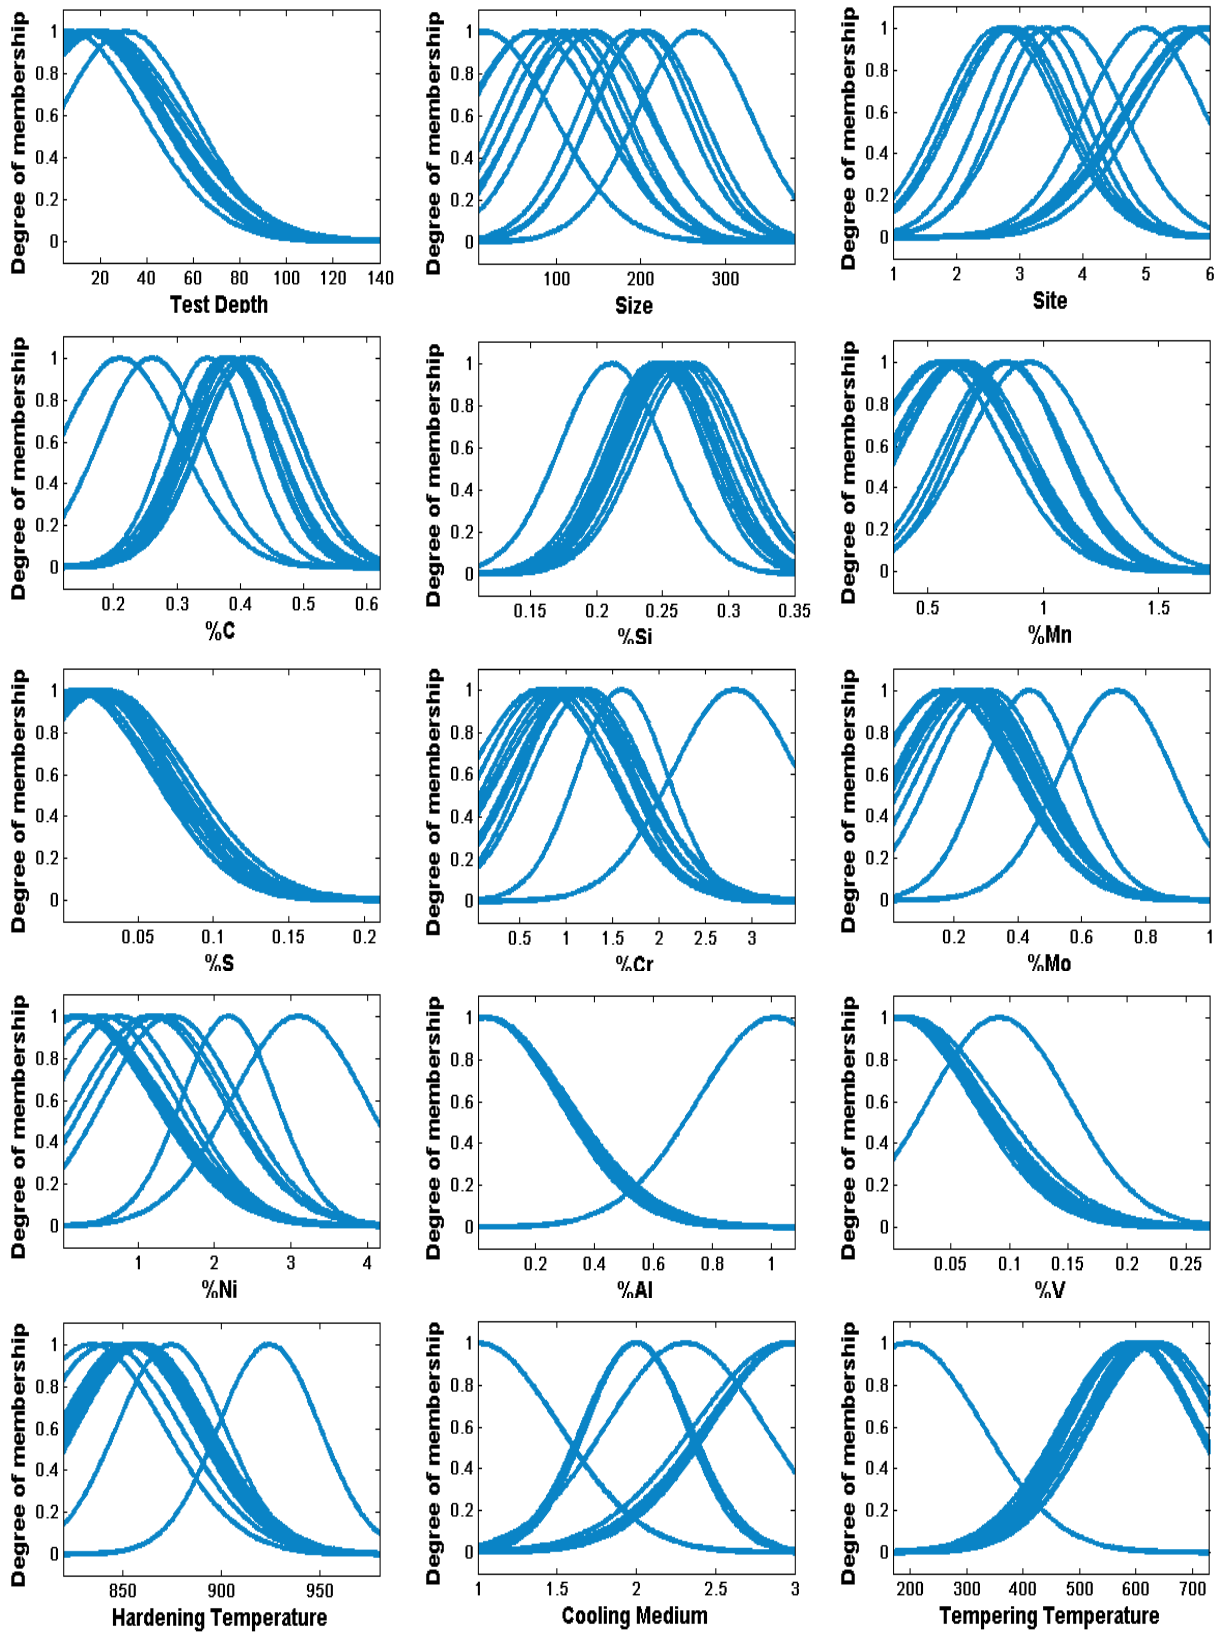 Degree of membership
1
0.8
0.6
0.4
0.2
0
20 40 60 80 100 120 140
Test Depth
Degree of membership
1
0.8
0.6
0.4
0.2
0
100 200 300
Size
Degree of membership
1
0.8
0.6
0.4
0.2
0
1 2 3 4 5 6
Site
Degree of membership
1
0.8
0.6
0.4
0.2
0
0.2 0.3 0.4 0.5 0.6
%C
Degree of membership
1
0.8
0.6
0.4
0.2
0
0.15 0.2 0.25 0.3 0.35
%Si
Degree of membership
1
0.8
0.6
0.4
0.2
0
0.5 1 1.5
%Mn
Degree of membership
1
0.8
0.6
0.4
0.2
0
0.05 0.1 0.15 0.2
%S
Degree of membership
1
0.8
0.6
0.4
0.2
0
0.5 1 1.5 2 2.5 3
%Cr
Degree of membership
1
0.8
0.6
0.4
0.2
0
0.2 0.4 0.6 0.8 1
%Mo
Degree of membership
1
0.8
0.6
0.4
0.2
0
1 2 3 4
%Ni
Degree of membership
1
0.8
0.6
0.4
0.2
0
0.2 0.4 0.6 0.8 1
%Al
Degree of membership
1
0.8
0.6
0.4
0.2
0
0.05 0.1 0.15 0.2 0.25
%V
Degree of membership
1
0.8
0.6
0.4
0.2
0
850 900 950
Hardening Temperature
Degree of membership
1
0.8
0.6
0.4
0.2
0
1 1.5 2 2.5 3
Cooling Medium
Degree of membership
1
0.8
0.6
0.4
0.2
0
200 300 400 500 600 700
Tempering Temperature